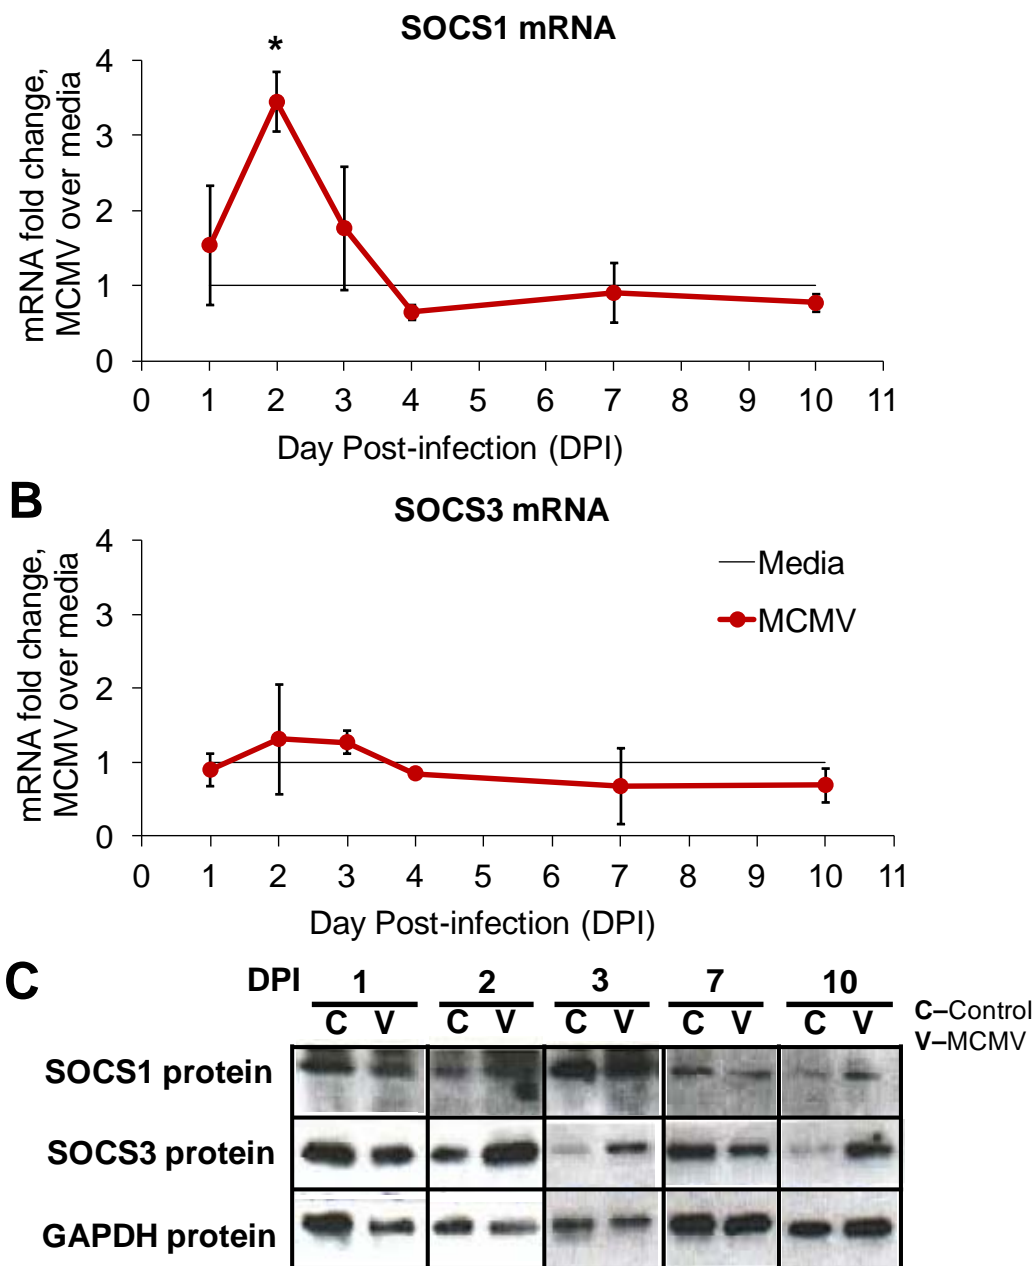 SOCS1 mRNA
*
mRNA fold change,
MCMV over media
4
3
2
1
0
0 1 2 3 4 5 6 7 8 9 10 11
Day Post-infection (DPI)
B
SOCS3 mRNA
mRNA fold change,
MCMV over media
4
3
2
1
0
Media
MCMV
0 1 2 3 4 5 6 7 8 9 10 11
Day Post-infection (DPI)
C
DPI 1 2 3 7 10
C V C V C V C V C V
C–Control
V–MCMV
SOCS1 protein
SOCS3 protein
GAPDH protein